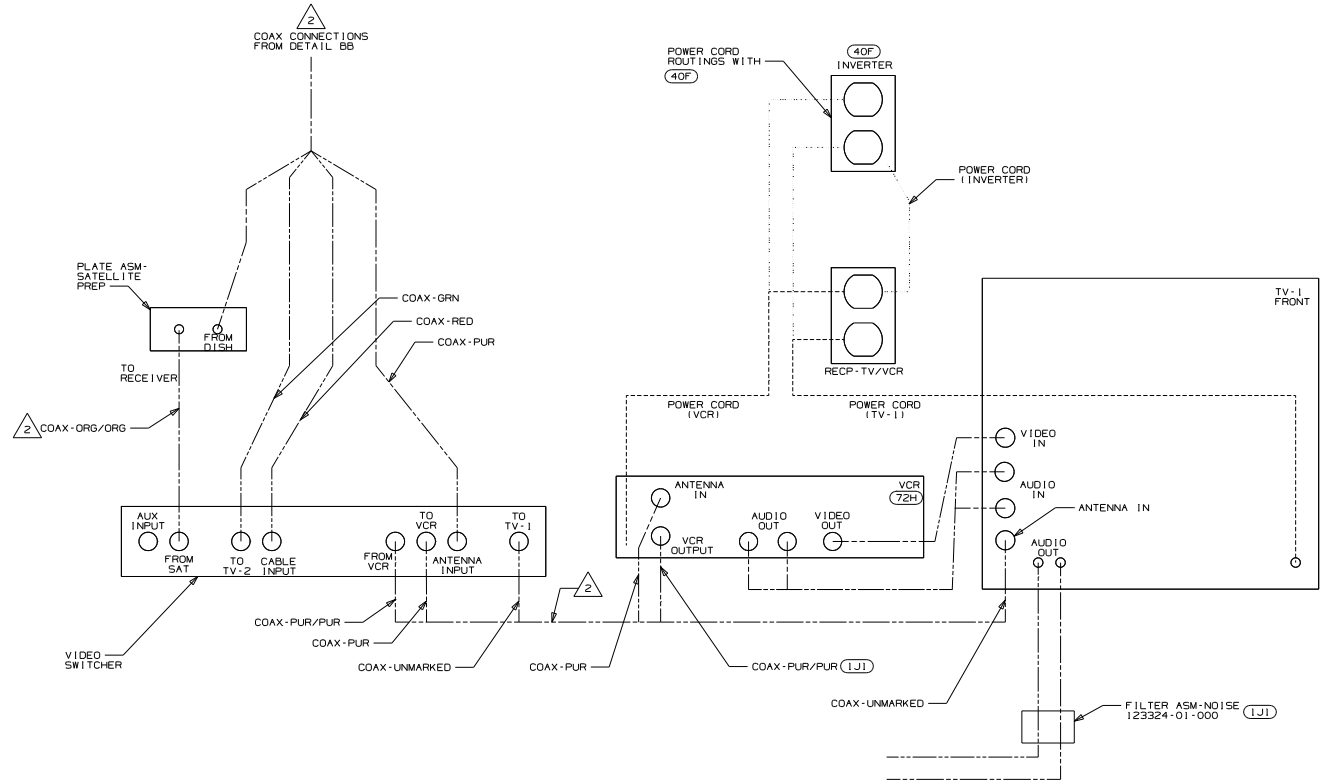 2
COAX CONNECTIONS
FROM DETAIL BB
POWER CORD
ROUTINGS WITH
40F
40F
INVERTER
POWER CORD
(INVERTER)
PLATE ASM-
SATELLITE
PREP
FROM
DISH
TO
RECEIVER
COAX-GRN
COAX-RED
COAX-PUR
RECP-TV/VCR
TV-1
FRONT
2
COAX-ORG/ORG
POWER CORD
(VCR)
POWER CORD
(TV-1)
VIDEO
IN
AUDIO
IN
ANTENNA IN
AUDIO
OUT
ANTENNA
IN
VCR
72H
VCR
OUTPUT
AUDIO
OUT
VIDEO
OUT
AUX
INPUT
FROM
SAT
TO
TV-2
CABLE
INPUT
FROM
VCR
TO
VCR
ANTENNA
INPUT
TO
TV-1
2
VIDEO
SWITCHER
COAX-PUR/PUR
COAX-PUR
COAX-UNMARKED
COAX-PUR
COAX-PUR/PUR 1J1
COAX-UNMARKED
FILTER ASM-NOISE
123324-01-000 1J1